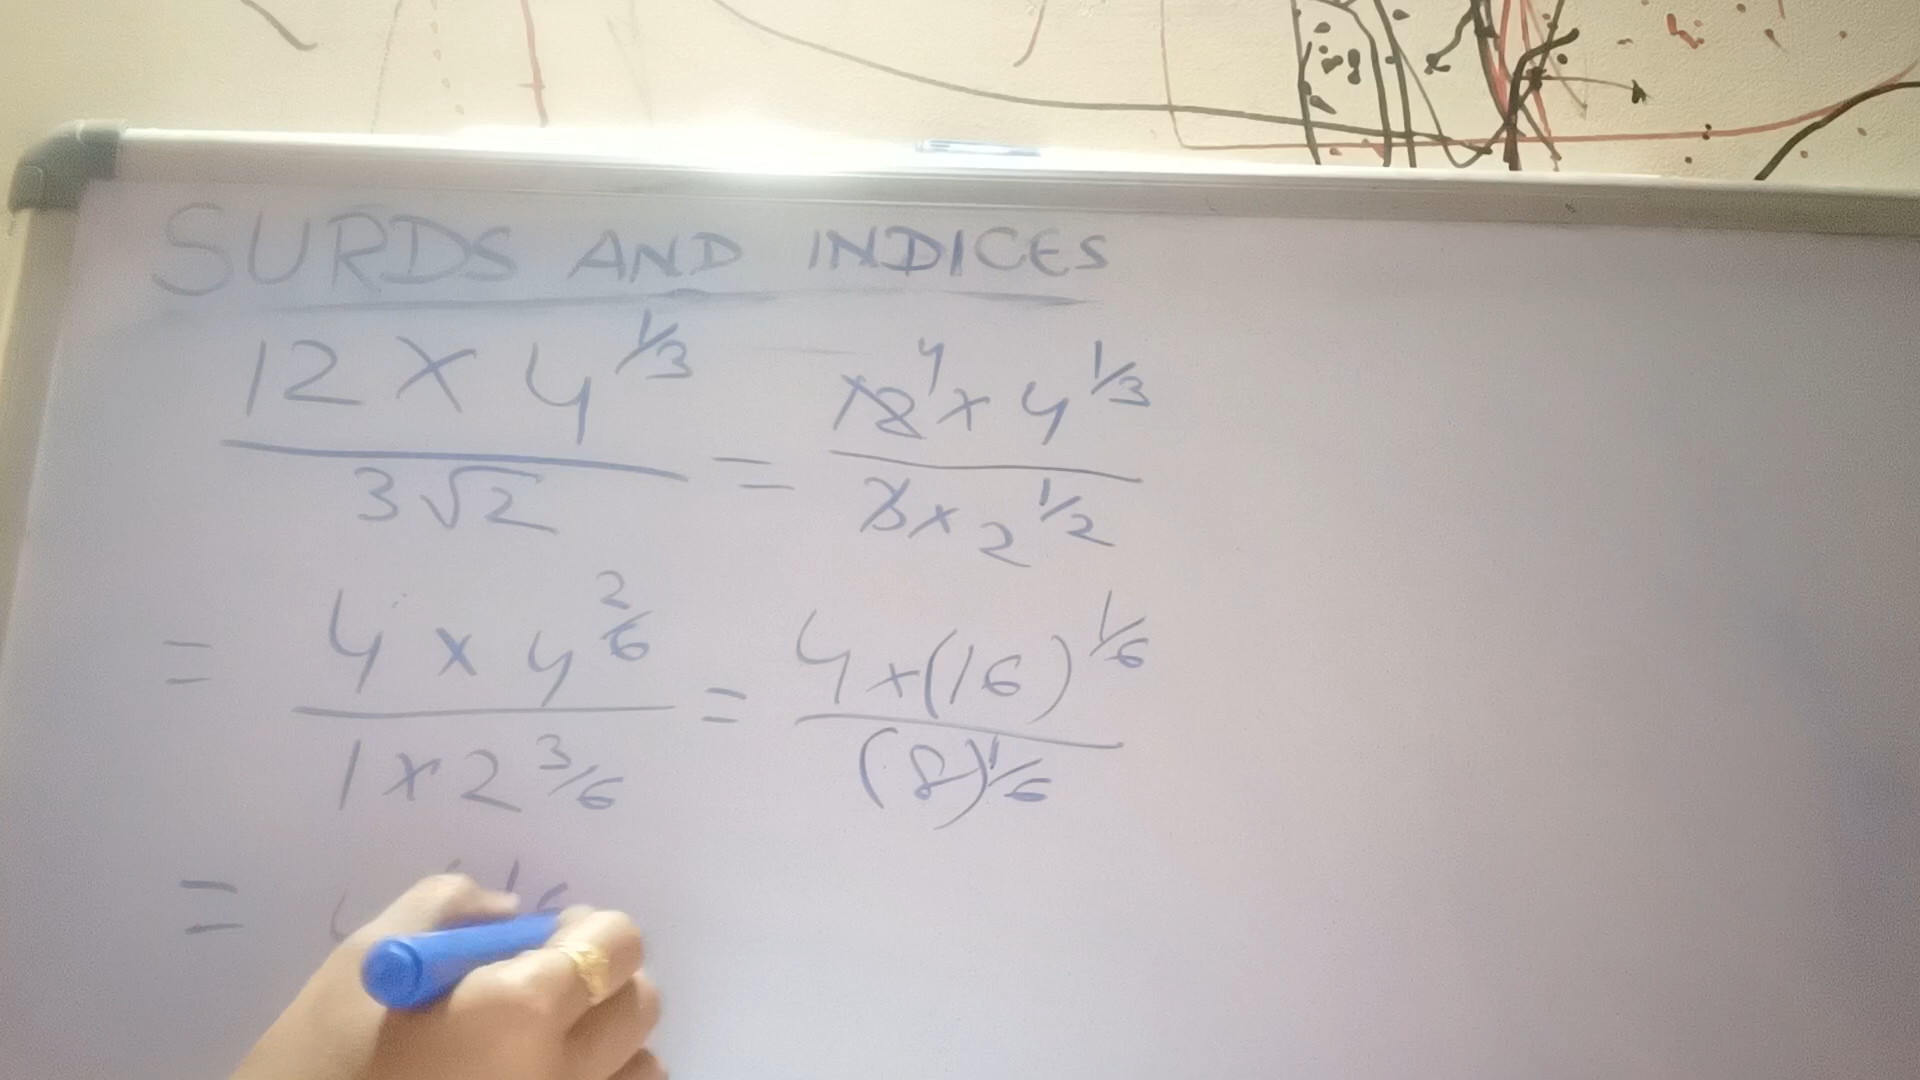 SURDS AND INDICES
12 × 4^1/3 / 3√2 = 12 4 × 4^1/3 / 3 × 2^1/2
= 4 × 4^2/6 / 1 × 2^3/6 = 4 × (16)^1/6 / (8)^1/6
=